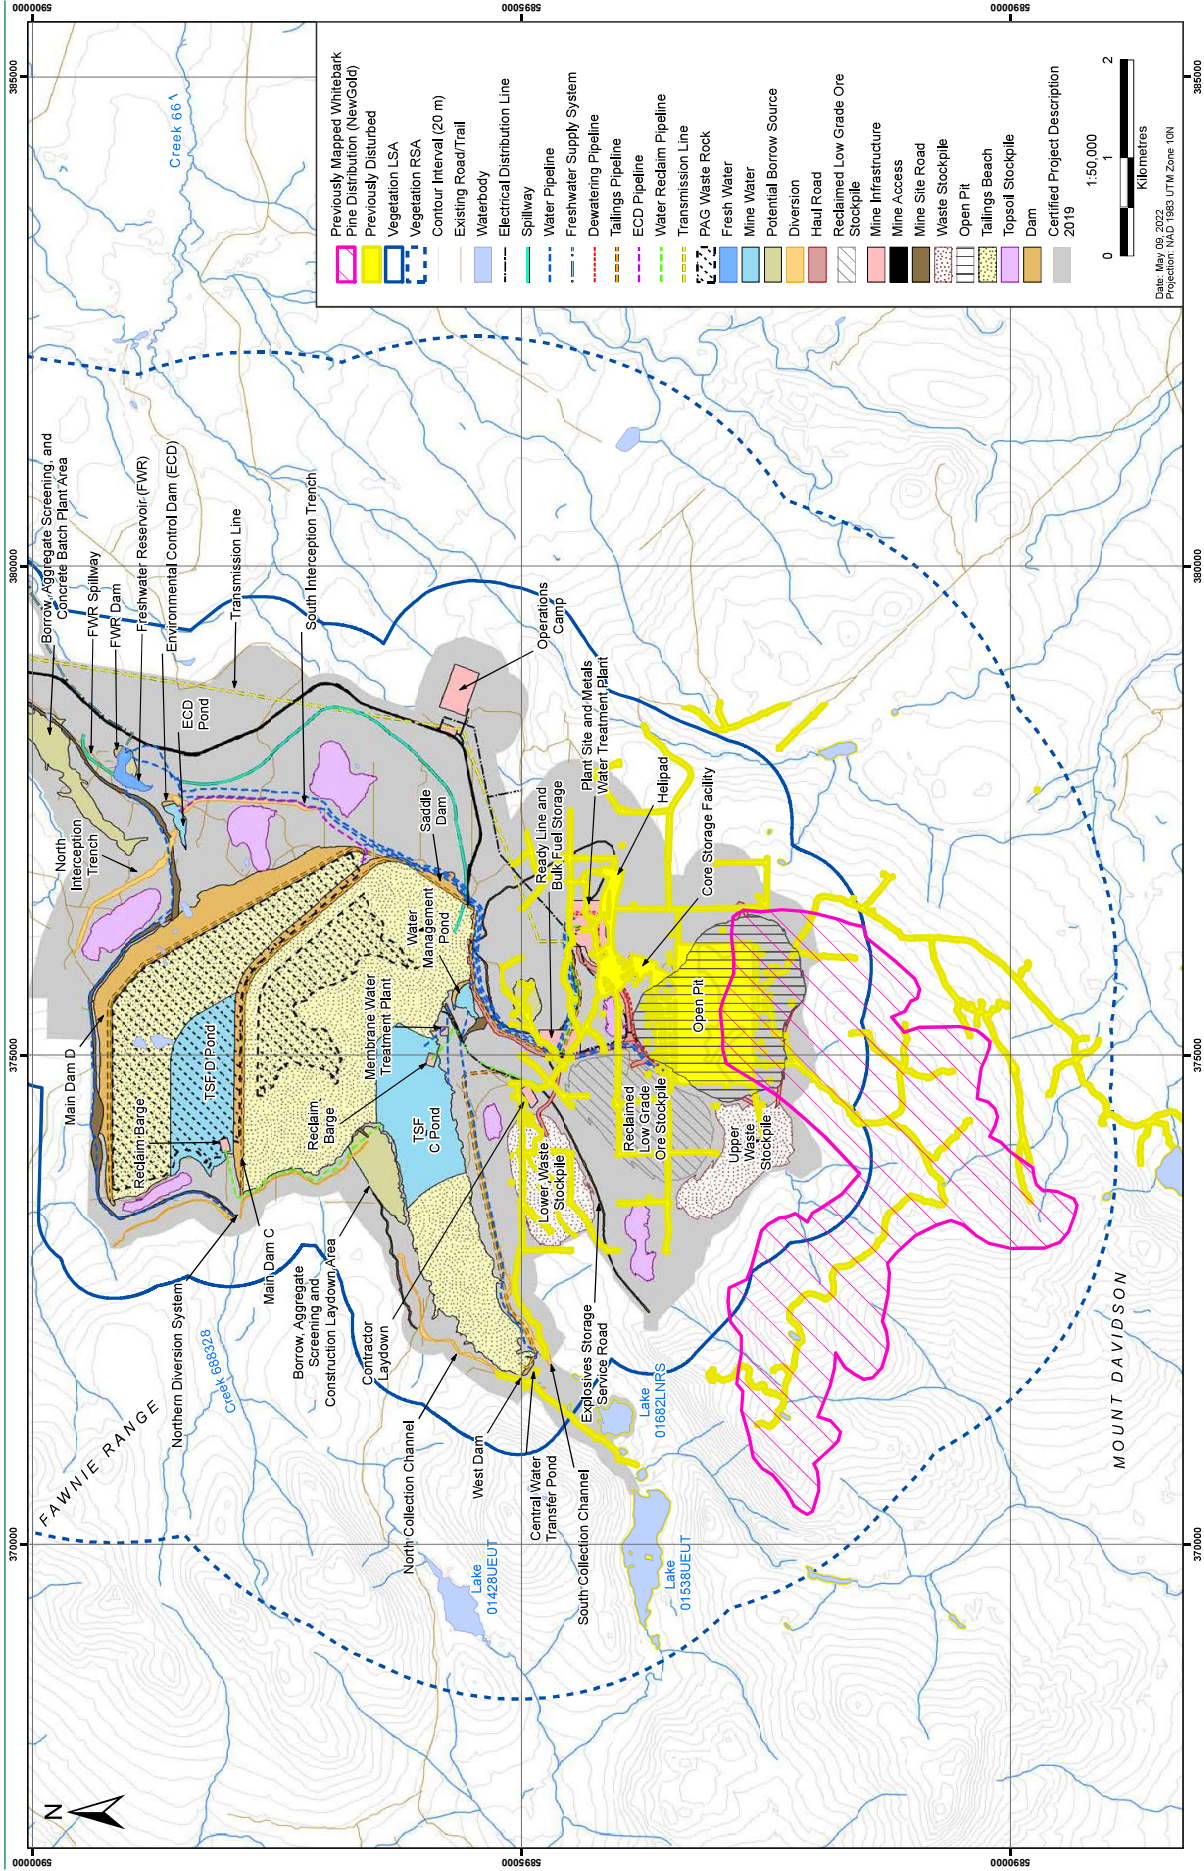 370000
375000
380000
385000
5900000
5900000
5895000
5895000
5890000
5890000
370000
375000
380000
385000
N
FAWNIE RANGE
MOUNT DAVIDSON
Creek 661
Creek 688328
Lake
01428UEUT
Lake
01538UEUT
Lake
01682LNRS
Borrow, Aggregate Screening, and
Concrete Batch Plant Area
FWR Spillway
FWR Dam
Freshwater Reservoir (FWR)
Environmental Control Dam (ECD)
ECD
Pond
Transmission Line
South Interception Trench
North
Interception
Trench
Main Dam D
Reclaim Barge
TSF D Pond
Northern Diversion System
Main Dam C
Borrow, Aggregate
Screening and
Construction Laydown Area
Reclaim
Barge
Membrane Water
Treatment Plant
Water
Management
Pond
Saddle
Dam
TSF
C Pond
Contractor
Laydown
North Collection Channel
West Dam
Central Water
Transfer Pond
South Collection Channel
Explosives Storage
Service Road
Lower Waste
Stockpile
Operations
Camp
Ready Line and
Bulk Fuel Storage
Plant Site and Metals
Water Treatment Plant
Helipad
Core Storage Facility
Reclaimed
Low Grade
Ore Stockpile
Open Pit
Upper
Waste
Stockpile
Previously Mapped Whitebark
Pine Distribution (NewGold)
Previously Disturbed
Vegetation LSA
Vegetation RSA
Contour Interval (20 m)
Existing Road/Trail
Waterbody
Electrical Distribution Line
Spillway
Water Pipeline
Freshwater Supply System
Dewatering Pipeline
Tailings Pipeline
ECD Pipeline
Water Reclaim Pipeline
Transmission Line
PAG Waste Rock
Fresh Water
Mine Water
Potential Borrow Source
Diversion
Haul Road
Reclaimed Low Grade Ore
Stockpile
Mine Infrastructure
Mine Access
Mine Site Road
Waste Stockpile
Open Pit
Tailings Beach
Topsoil Stockpile
Dam
Certified Project Description
2019
1:50,000
0 1 2
Kilometres
Date: May 09, 2022
Projection: NAD 1983 UTM Zone 10N